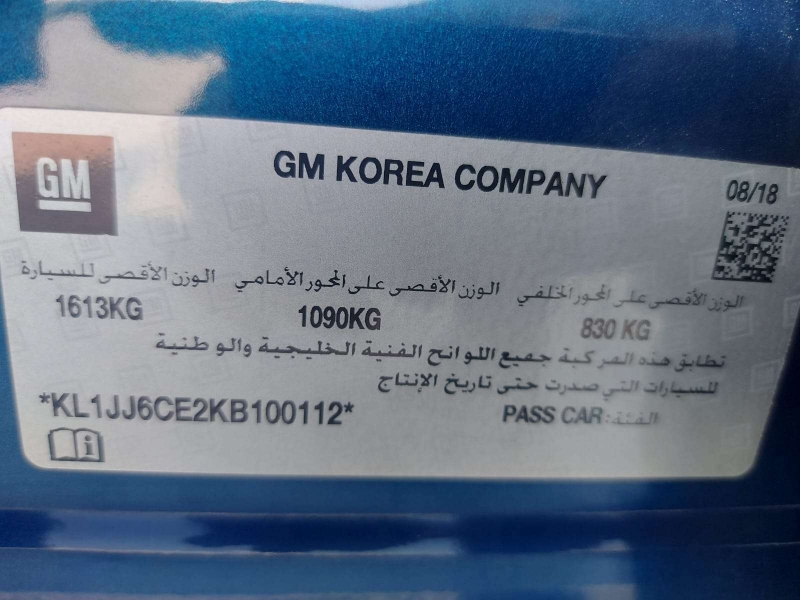 GM
GM KOREA COMPANY
08/18
الوزن الأقصى على المحور الخلفي الوزن الأقصى على المحور الأمامي الوزن الأقصى للسيارة
1613KG 1090KG 830 KG
تطابق هذه المركبة جميع اللوانح الفنية الخليجية والوطنية
للسيارات التي صدرت حتى تاريخ الإنتاج
*KL1JJ6CE2KB100112* الفئة: PASS CAR